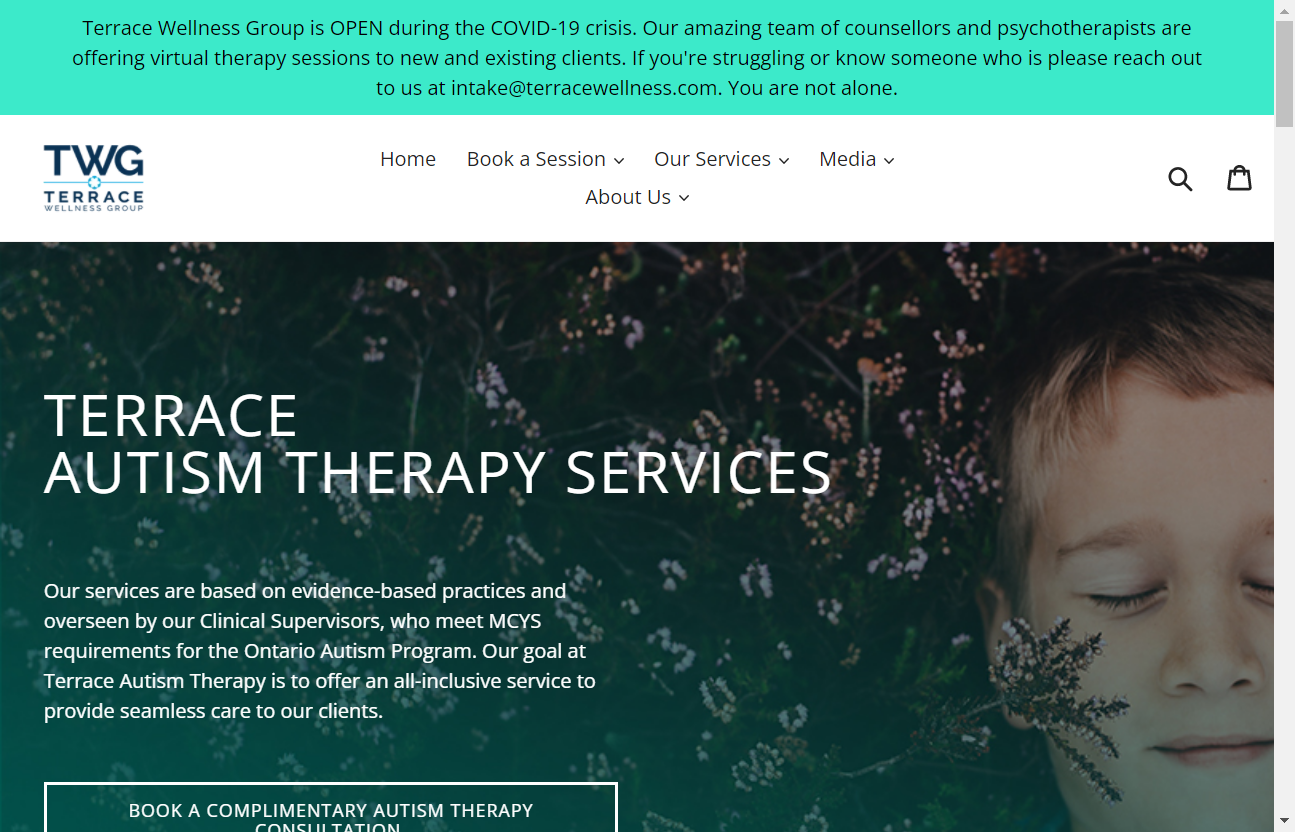 Terrace Wellness Group is OPEN during the COVID-19 crisis. Our amazing team of counsellors and psychotherapists are
offering virtual therapy sessions to new and existing clients. If you're struggling or know someone who is please reach out
to us at intake@terracewellness.com. You are not alone.
TWG
TERRACE
WELLNESS GROUP
Home Book a Session Our Services Media
About Us
TERRACE
AUTISM THERAPY SERVICES
Our services are based on evidence-based practices and
overseen by our Clinical Supervisors, who meet MCYS
requirements for the Ontario Autism Program. Our goal at
Terrace Autism Therapy is to offer an all-inclusive service to
provide seamless care to our clients.
BOOK A COMPLIMENTARY AUTISM THERAPY
CONSULTATION